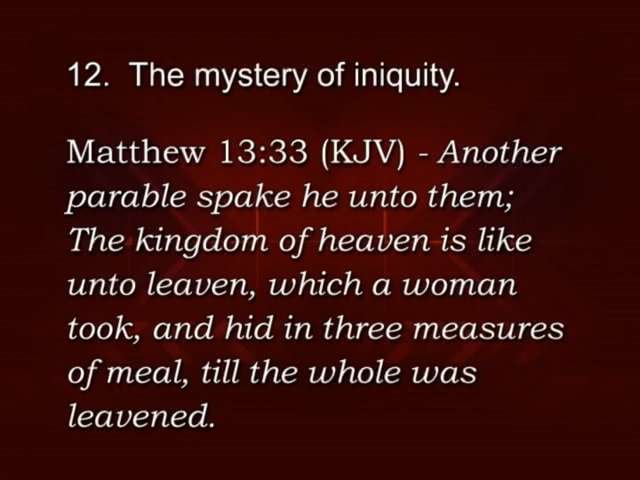 12. The mystery of iniquity.
Matthew 13:33 (KJV) - Another
parable spake he unto them;
The kingdom of heaven is like
unto leaven, which a woman
took, and hid in three measures
of meal, till the whole was
leavened.